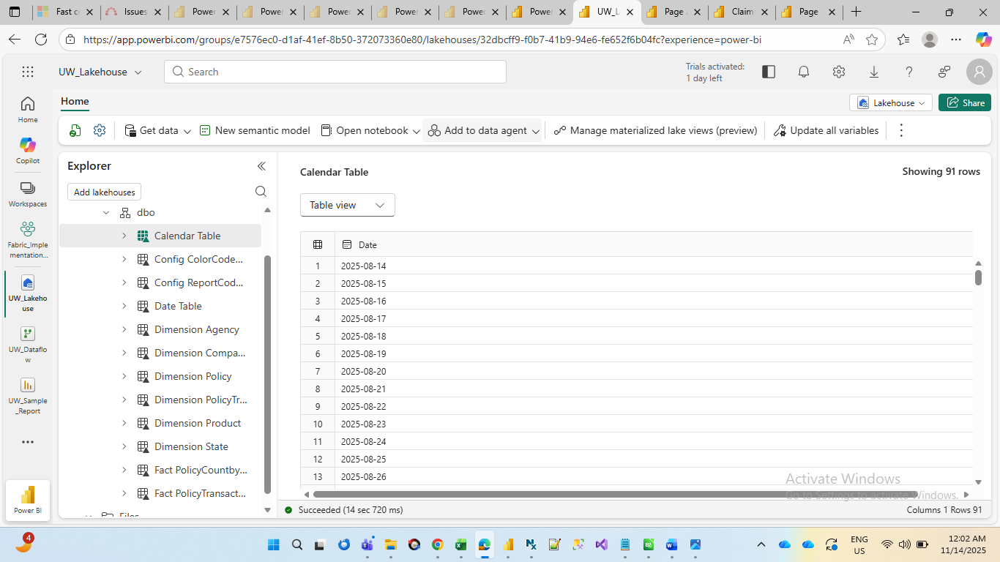 Fast c
Issues
Power
Power
Power
Power
Power
Power
UW_L
Page
Claim
Page
https://app.powerbi.com/groups/e7576ec0-d1af-41ef-8b50-372073360e80/lakehouses/32dbcff9-f0b7-41b9-94e6-fe652f6b04fc?experience=power-bi
UW_Lakehouse
Search
Trials activated:
1 day left
Home
Lakehouse
Share
Get data
New semantic model
Open notebook
Add to data agent
Manage materialized lake views (preview)
Update all variables
Home
Copilot
Workspaces
Fabric_Imple
mentation...
UW_Lakeho
use
UW_Dataflo
w
UW_Sample
_Report
Power BI
Explorer
Add lakehouses
dbo
Calendar Table
Config ColorCode...
Config ReportCod...
Date Table
Dimension Agency
Dimension Compa...
Dimension Policy
Dimension PolicyTr...
Dimension Product
Dimension State
Fact PolicyCountby...
Fact PolicyTransact...
Files
Calendar Table
Showing 91 rows
Table view
Date
1 2025-08-14
2 2025-08-15
3 2025-08-16
4 2025-08-17
5 2025-08-18
6 2025-08-19
7 2025-08-20
8 2025-08-21
9 2025-08-22
10 2025-08-23
11 2025-08-24
12 2025-08-25
13 2025-08-26
Activate Windows
Go to Settings to activate Windows.
Succeeded (14 sec 720 ms)
Columns 1 Rows 91
4
ENG
US
12:02 AM
11/14/2025